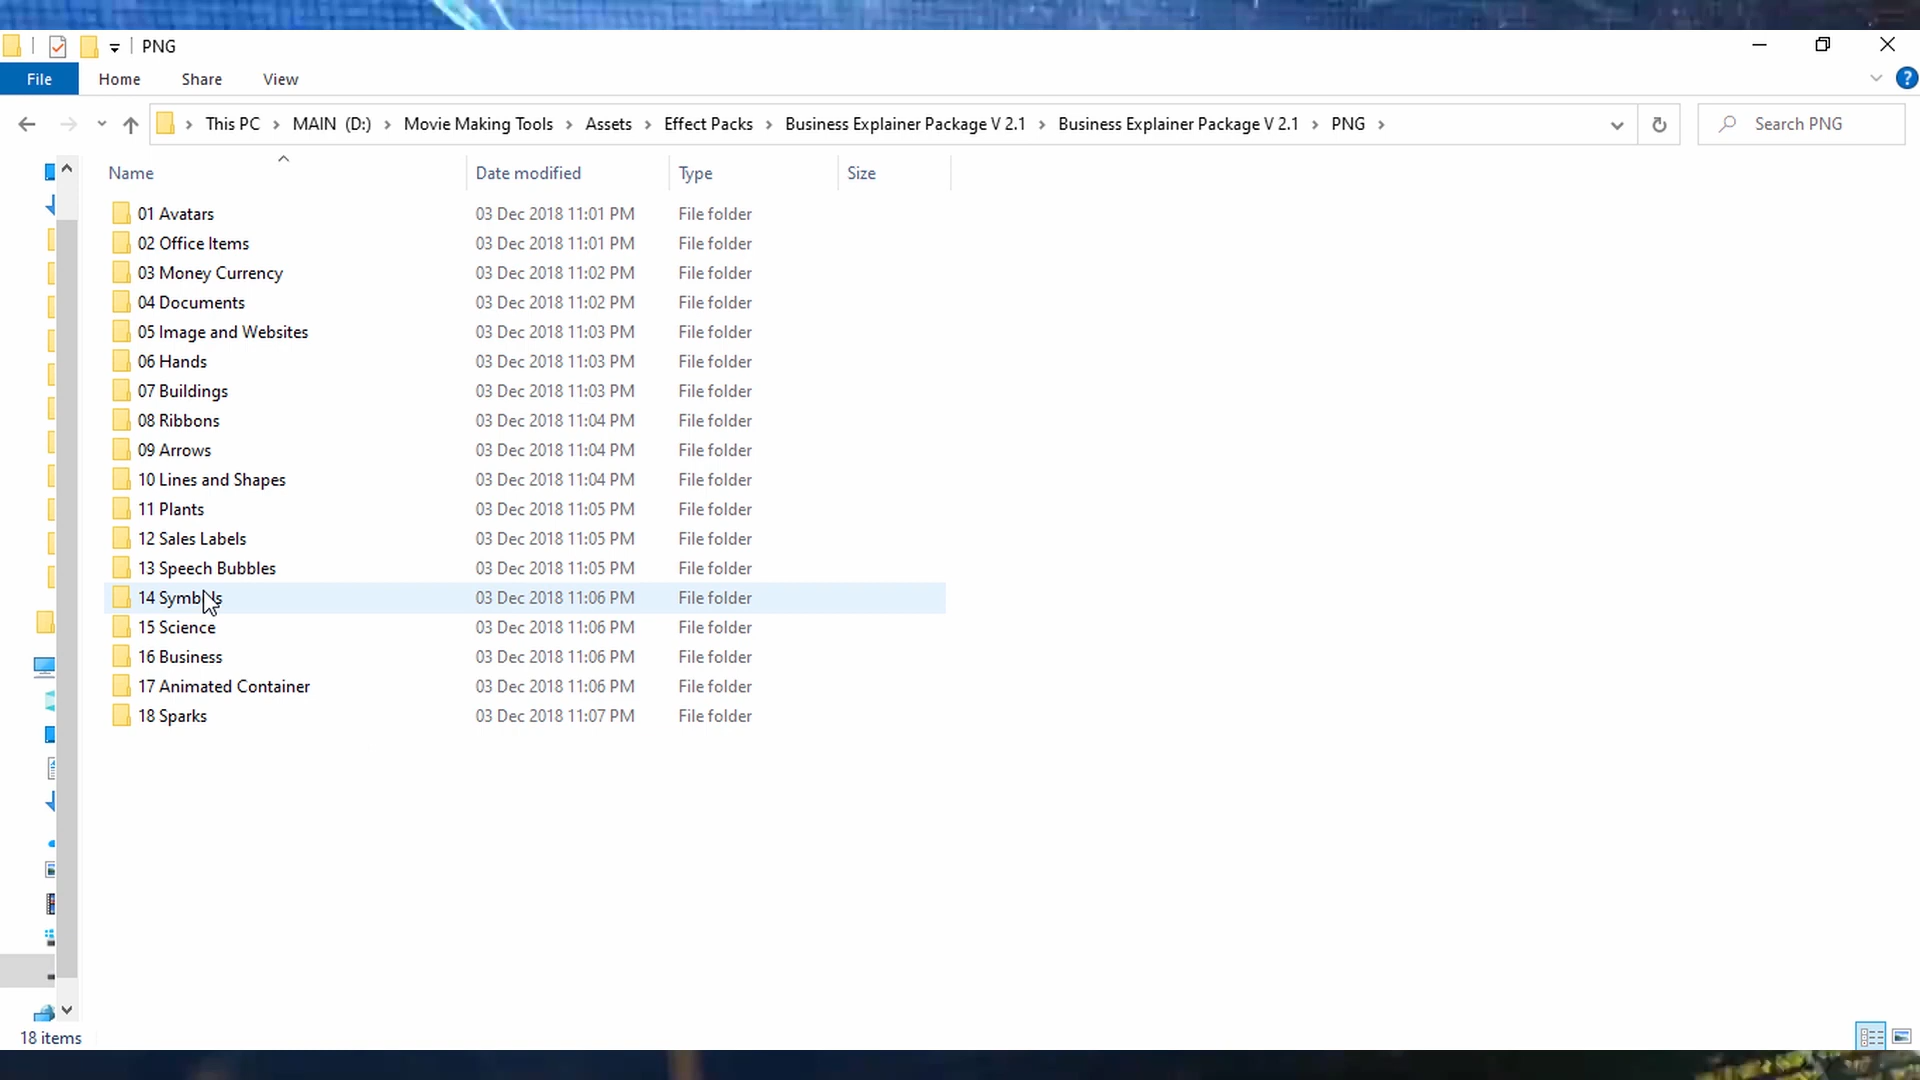 PNG
File Home Share View
This PC MAIN (D:) Movie Making Tools Assets Effect Packs Business Explainer Package V 2.1 Business Explainer Package V 2.1 PNG Search PNG
Name Date modified Type Size
01 Avatars 03 Dec 2018 11:01 PM File folder
02 Office Items 03 Dec 2018 11:01 PM File folder
03 Money Currency 03 Dec 2018 11:02 PM File folder
04 Documents 03 Dec 2018 11:02 PM File folder
05 Image and Websites 03 Dec 2018 11:03 PM File folder
06 Hands 03 Dec 2018 11:03 PM File folder
07 Buildings 03 Dec 2018 11:03 PM File folder
08 Ribbons 03 Dec 2018 11:04 PM File folder
09 Arrows 03 Dec 2018 11:04 PM File folder
10 Lines and Shapes 03 Dec 2018 11:04 PM File folder
11 Plants 03 Dec 2018 11:05 PM File folder
12 Sales Labels 03 Dec 2018 11:05 PM File folder
13 Speech Bubbles 03 Dec 2018 11:05 PM File folder
14 Symbols 03 Dec 2018 11:06 PM File folder
15 Science 03 Dec 2018 11:06 PM File folder
16 Business 03 Dec 2018 11:06 PM File folder
17 Animated Container 03 Dec 2018 11:06 PM File folder
18 Sparks 03 Dec 2018 11:07 PM File folder
18 items